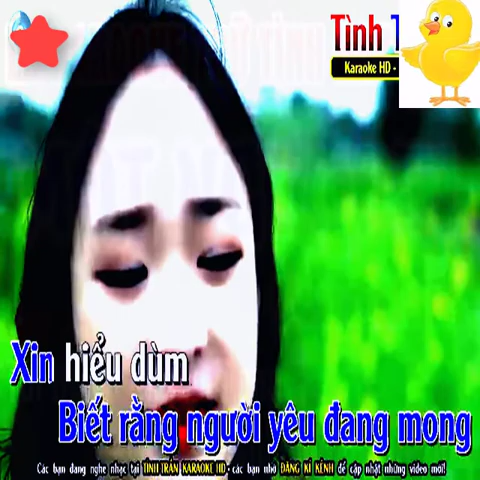 Tình
Karaoke HD -
Xin hiểu dùm
Biết rằng người yêu đang mong
Các bạn đang nghe nhạc tại TÌNH TRẦN KARAOKE HD - các bạn nhớ ĐĂNG KÍ KÊNH để cập nhật những video mới!